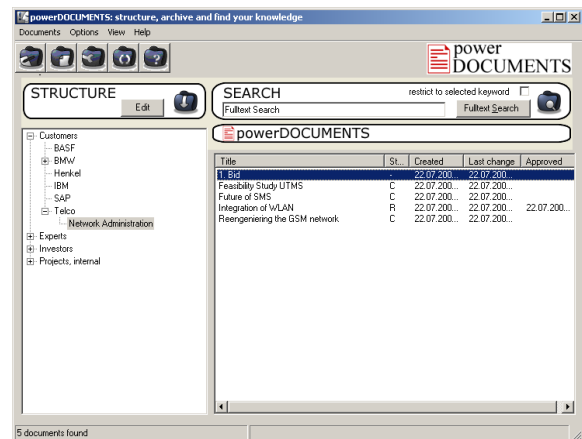 powerDOCUMENTS: structure, archive and find your knowledge
Documents Options View Help
power
DOCUMENTS
STRUCTURE
Edit
SEARCH
restrict to selected keyword
Fulltext Search
Fulltext Search
powerDOCUMENTS
Customers
BASF
BMW
Henkel
IBM
SAP
Telco
Network Administration
Experts
Investors
Projects, internal
Title St... Created Last change Approved
1. Bid - 22.07.200... 22.07.200...
Feasibility Study UTMS C 22.07.200... 22.07.200...
Future of SMS C 22.07.200... 22.07.200...
Integration of WLAN R 22.07.200... 22.07.200... 22.07.200...
Reengeniering the GSM network C 22.07.200... 22.07.200...
5 documents found